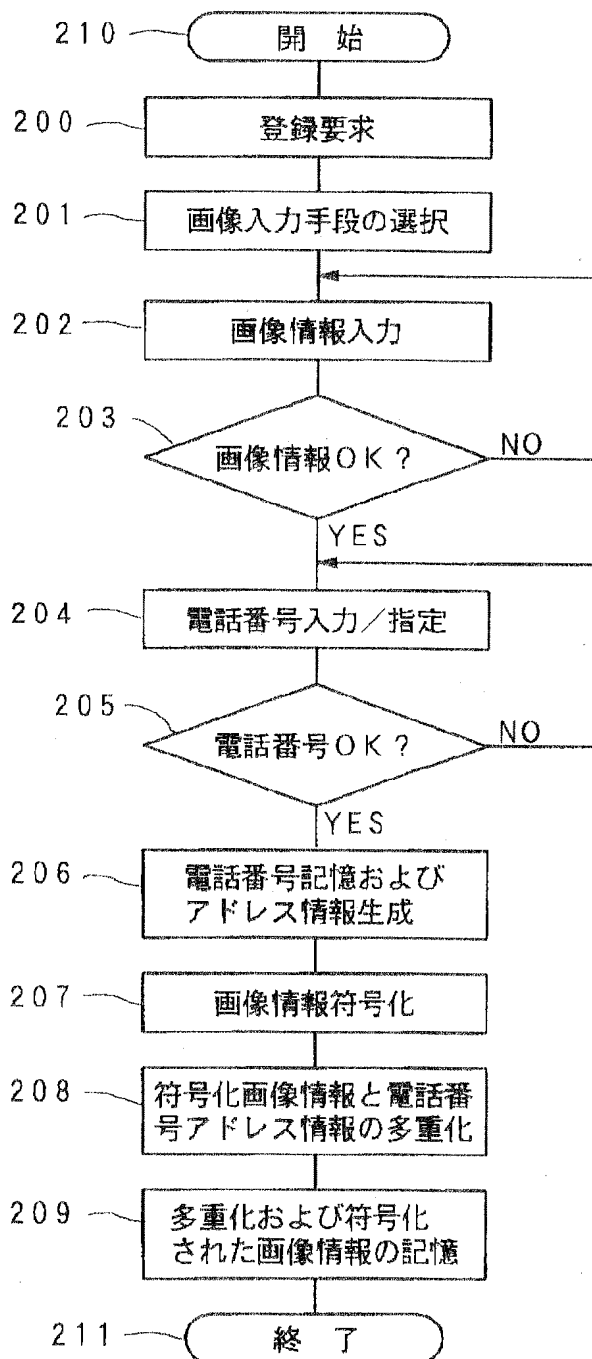 210 開 始
200 登録要求
201 画像入力手段の選択
202 画像情報入力
203 画像情報OK?
NO
YES
204 電話番号入力/指定
205 電話番号OK?
NO
YES
206 電話番号記憶および
アドレス情報生成
207 画像情報符号化
208 符号化画像情報と電話番
号アドレス情報の多重化
209 多重化および符号化
された画像情報の記憶
211 終 了